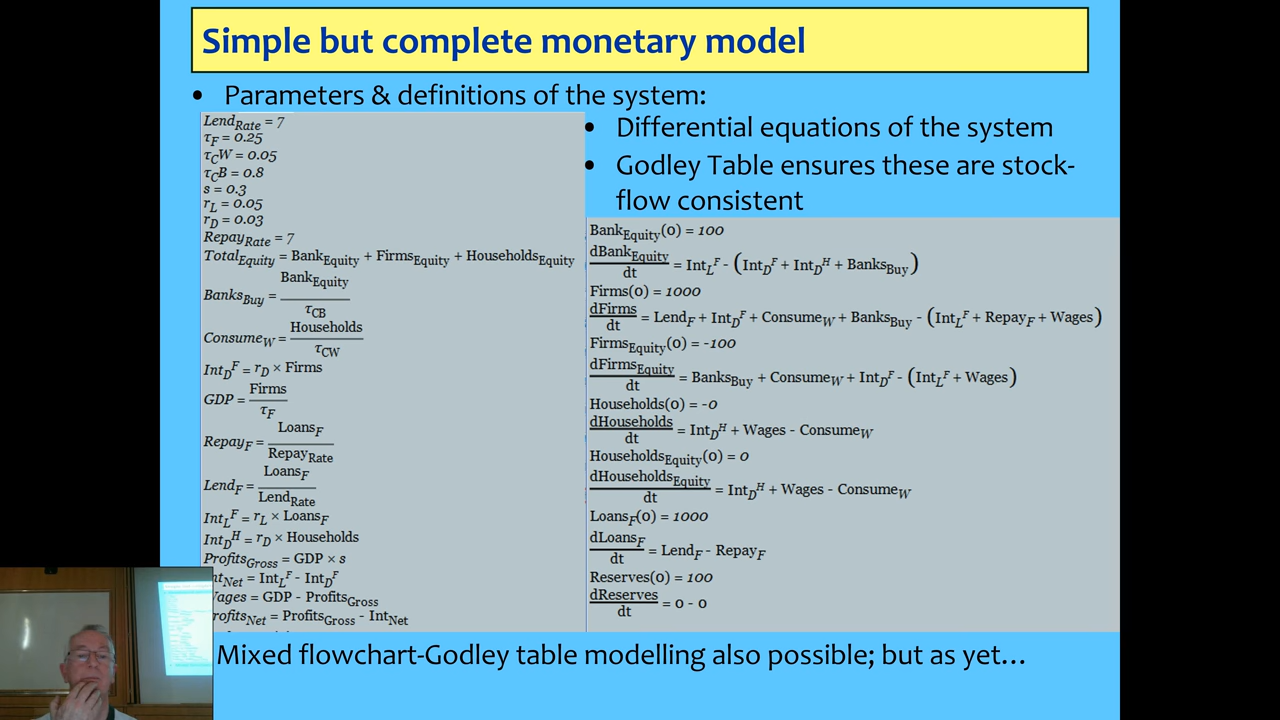 Simple but complete monetary model
• Parameters & definitions of the system:
Lend_Rate = 7
τ_F = 0.25
τ_CW = 0.05
τ_CB = 0.8
s = 0.3
r_L = 0.05
r_D = 0.03
Repay_Rate = 7
Total_Equity = Bank_Equity + Firms_Equity + Households_Equity
Banks_Buy = Bank_Equity / τ_CB
Consume_W = Households / τ_CW
Int_D^F = r_D × Firms
GDP = Firms / τ_F
Repay_F = Loans_F / Repay_Rate
Lend_F = Loans_F / Lend_Rate
Int_L^F = r_L × Loans_F
Int_D^H = r_D × Households
Profits_Gross = GDP × s
nt_Net = Int_L^F - Int_D^F
ages = GDP - Profits_Gross
rofits_Net = Profits_Gross - Int_Net
• Differential equations of the system
• Godley Table ensures these are stock-
flow consistent
Bank_Equity(0) = 100
dBank_Equity / dt = Int_L^F - (Int_D^F + Int_D^H + Banks_Buy)
Firms(0) = 1000
dFirms / dt = Lend_F + Int_D^F + Consume_W + Banks_Buy - (Int_L^F + Repay_F + Wages)
Firms_Equity(0) = -100
dFirms_Equity / dt = Banks_Buy + Consume_W + Int_D^F - (Int_L^F + Wages)
Households(0) = -0
dHouseholds / dt = Int_D^H + Wages - Consume_W
Households_Equity(0) = 0
dHouseholds_Equity / dt = Int_D^H + Wages - Consume_W
Loans_F(0) = 1000
dLoans_F / dt = Lend_F - Repay_F
Reserves(0) = 100
dReserves / dt = 0 - 0
Mixed flowchart-Godley table modelling also possible; but as yet…